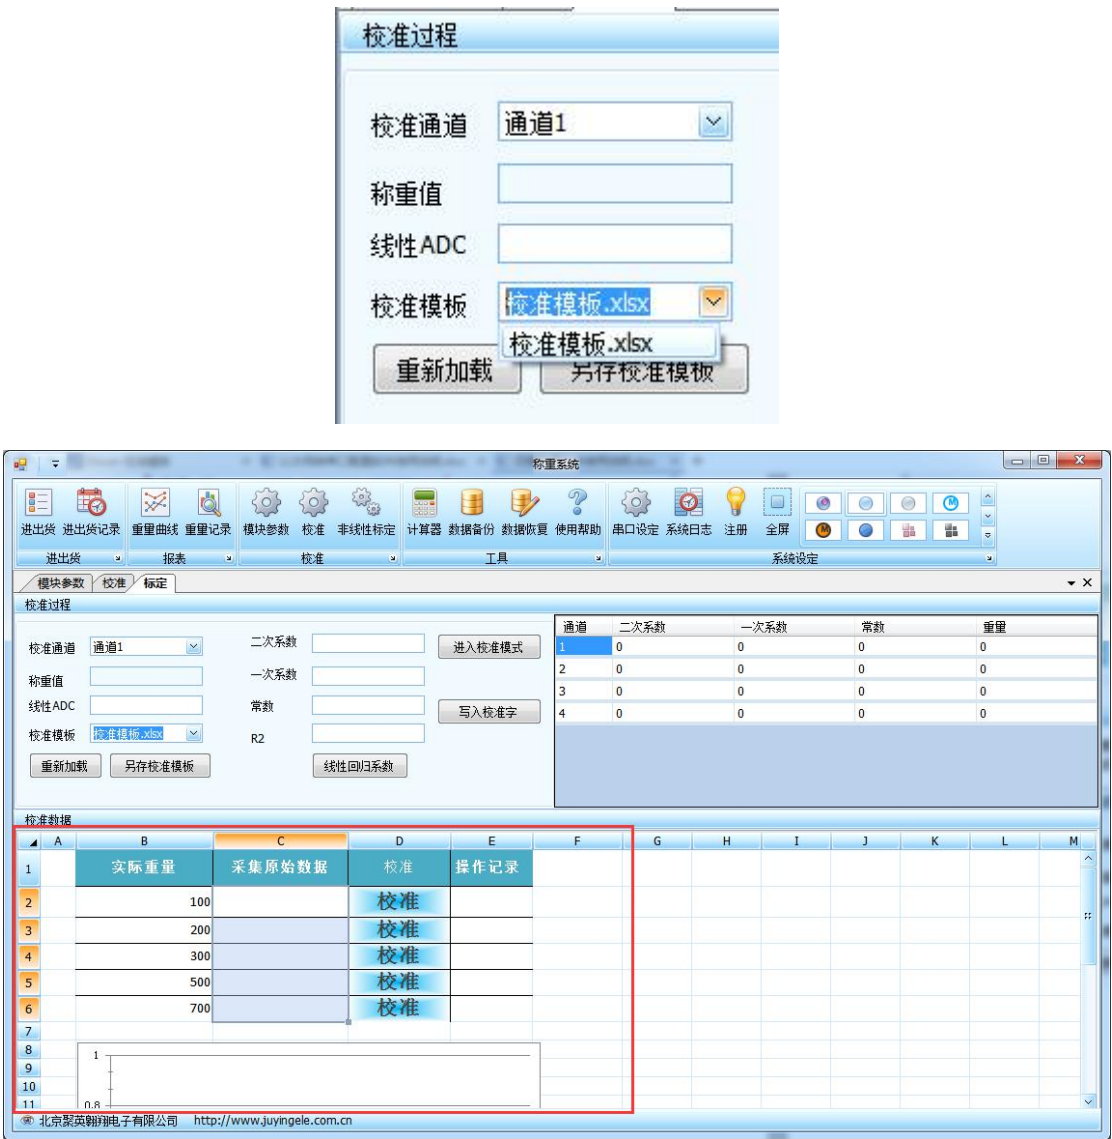 校准过程
校准通道 通道1
称重值
线性ADC
校准模板 校准模板.xlsx
校准模板.xlsx
重新加载 另存校准模板
称重系统
进出货 进出货记录 重量曲线 重量记录 模块参数 校准 非线性标定 计算器 数据备份 数据恢复 使用帮助 串口设定 系统日志 注册 全屏
进出货 报表 校准 工具 系统设定
模块参数 校准 标定
校准过程
校准通道 通道1 二次系数 进入校准模式
称重值 一次系数
线性ADC 常数 写入校准字
校准模板 校准模板.xlsx R2
重新加载 另存校准模板 线性回归系数
通道 二次系数 一次系数 常数 重量
1 0 0 0 0
2 0 0 0 0
3 0 0 0 0
4 0 0 0 0
校准数据
A B C D E F G H I J K L M
1 实际重量 采集原始数据 校准 操作记录
2 100 校准
3 200 校准
4 300 校准
5 500 校准
6 700 校准
7
8 1
9
10
11 0.8
北京聚英翱翔电子有限公司 http://www.juyingele.com.cn